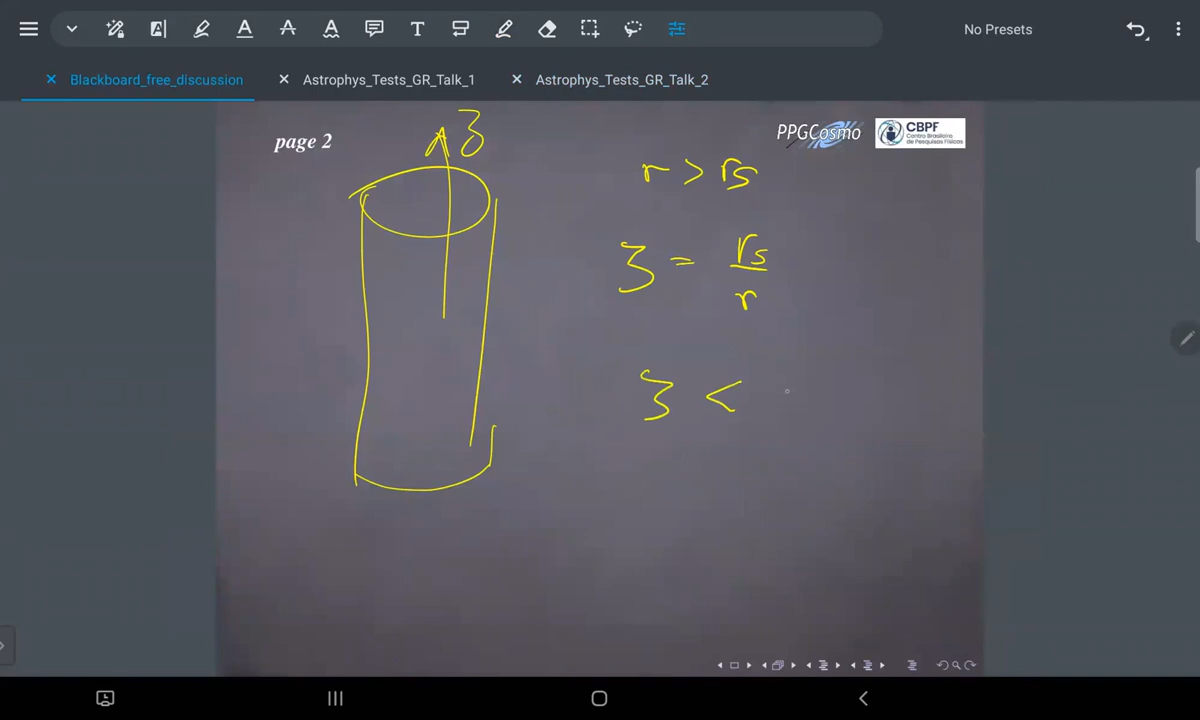 No Presets
Blackboard_free_discussion
Astrophys_Tests_GR_Talk_1
Astrophys_Tests_GR_Talk_2
page 2
PPGCosmo
CBPF
Centro Brasileiro
de Pesquisas Físicas
z
r > rs
z = rs
r
z <